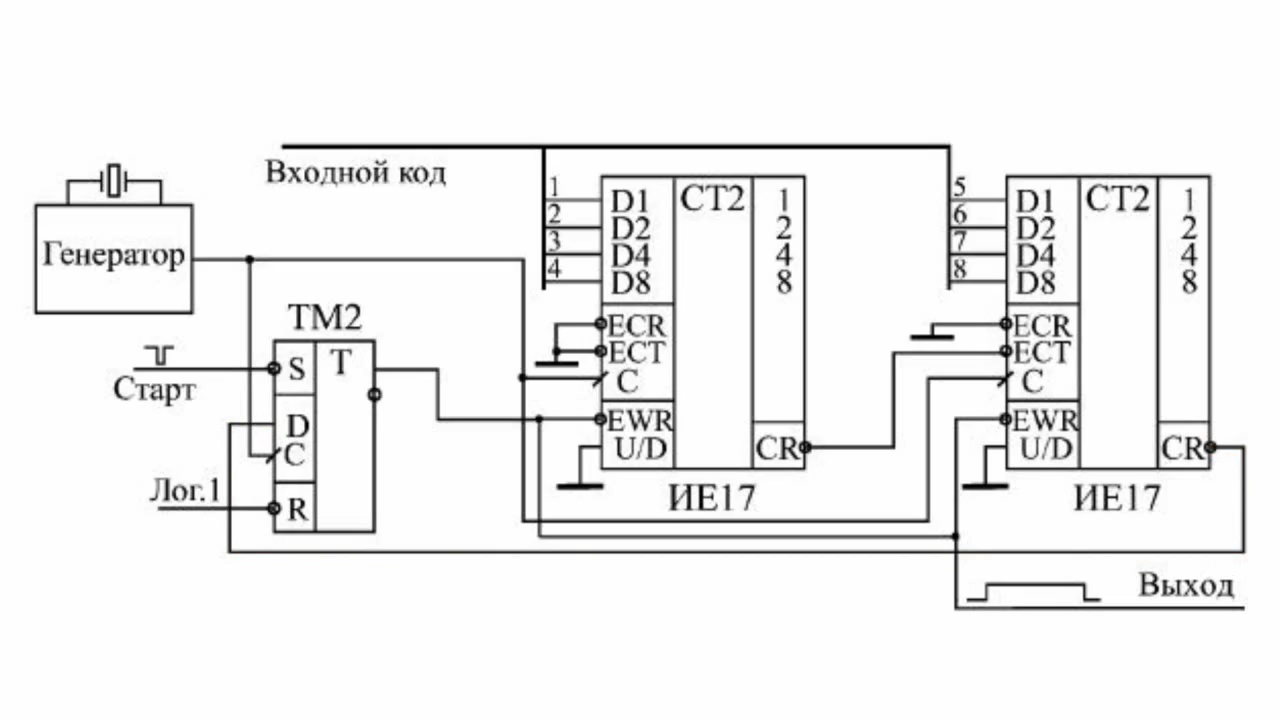 Входной код
Генератор
ТМ2
Старт
S
T
D
C
Лог.1
R
1
2
3
4
D1
D2
D4
D8
CT2
1
2
4
8
ECR
ECT
C
EWR
U/D
CR
ИЕ17
5
6
7
8
D1
D2
D4
D8
CT2
1
2
4
8
ECR
ECT
C
EWR
U/D
CR
ИЕ17
Выход